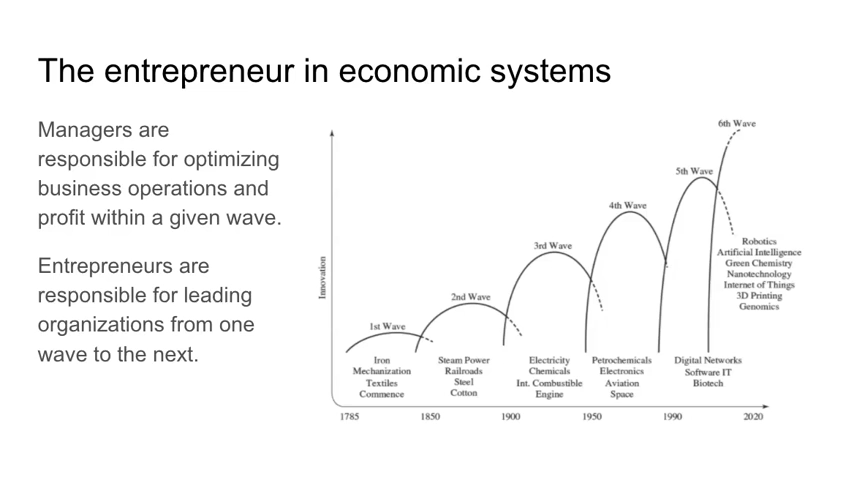 The entrepreneur in economic systems
Managers are
responsible for optimizing
business operations and
profit within a given wave.
Entrepreneurs are
responsible for leading
organizations from one
wave to the next.
Innovation
1st Wave
2nd Wave
3rd Wave
4th Wave
5th Wave
6th Wave
Iron
Mechanization
Textiles
Commence
Steam Power
Railroads
Steel
Cotton
Electricity
Chemicals
Int. Combustible
Engine
Petrochemicals
Electronics
Aviation
Space
Digital Networks
Software IT
Biotech
Robotics
Artificial Intelligence
Green Chemistry
Nanotechnology
Internet of Things
3D Printing
Genomics
1785
1850
1900
1950
1990
2020